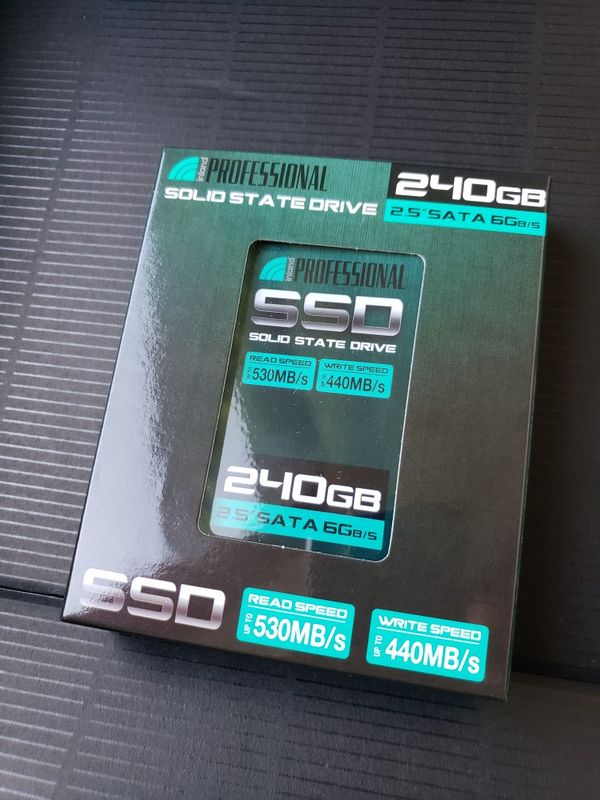 inland PROFESSIONAL
SOLID STATE DRIVE
240GB
2.5" SATA 6GB/S
inland PROFESSIONAL
SSD
SOLID STATE DRIVE
READ SPEED
UP TO 530MB/s
WRITE SPEED
UP TO 440MB/s
240GB
2.5" SATA 6GB/S
SSD
READ SPEED
UP TO 530MB/s
WRITE SPEED
UP TO 440MB/s